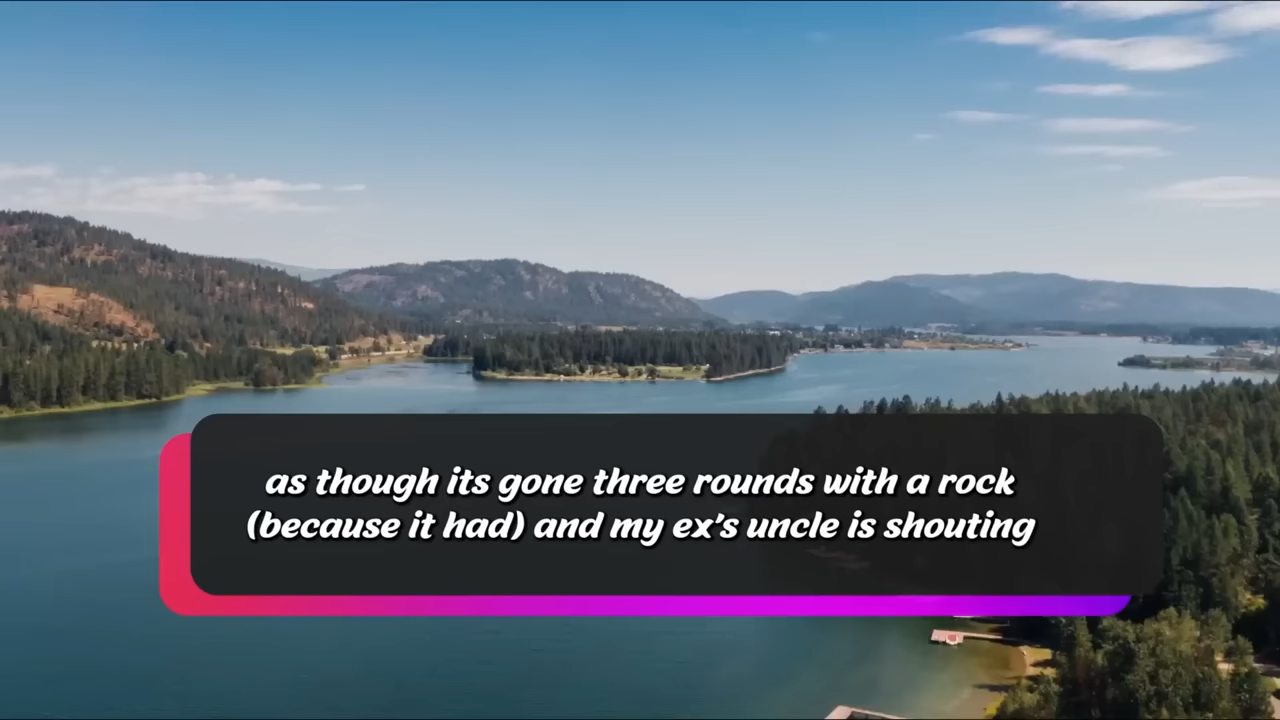 as though its gone three rounds with a rock
(because it had) and my ex's uncle is shouting